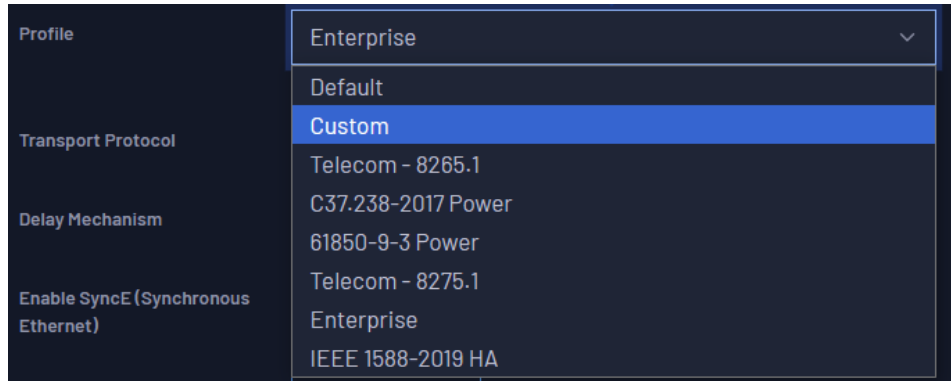 Profile
Enterprise
Default
Custom
Transport Protocol
Telecom - 8265.1
C37.238-2017 Power
Delay Mechanism
61850-9-3 Power
Telecom - 8275.1
Enable SyncE (Synchronous
Ethernet)
Enterprise
IEEE 1588-2019 HA